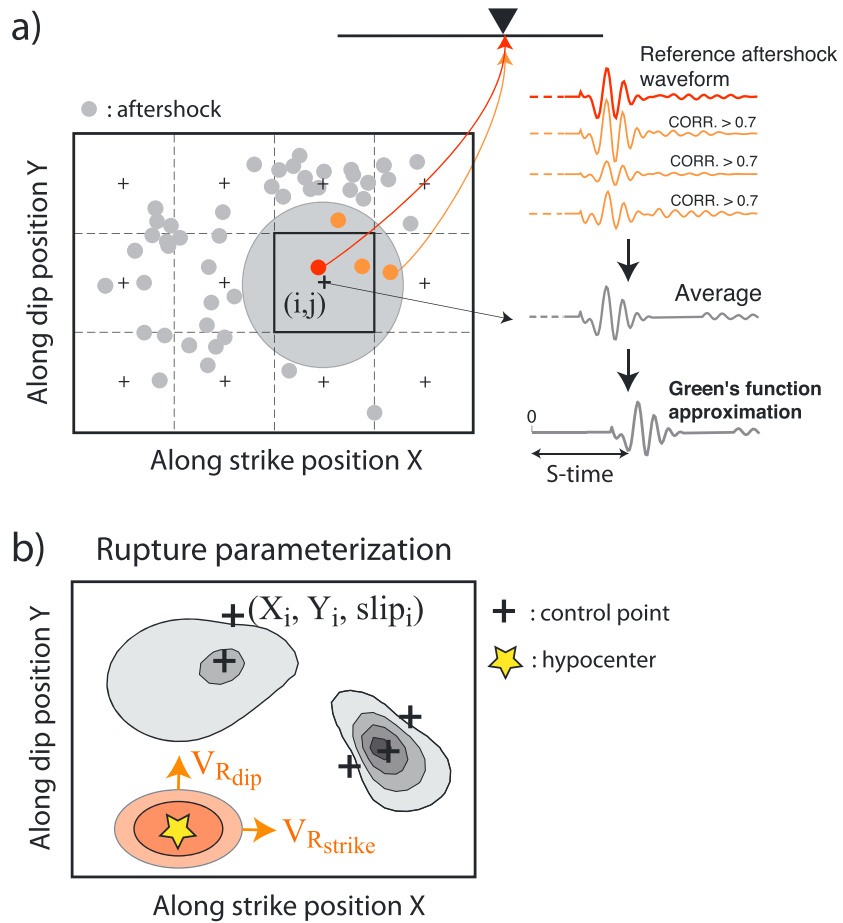 a)
: aftershock
Reference aftershock
waveform
CORR. > 0.7
CORR. > 0.7
CORR. > 0.7
Along dip position Y
(i,j)
Average
Green's function
approximation
0
S-time
Along strike position X
b)
Rupture parameterization
(Xi, Yi, slipi)
: control point
: hypocenter
Along dip position Y
VRdip
VRstrike
Along strike position X